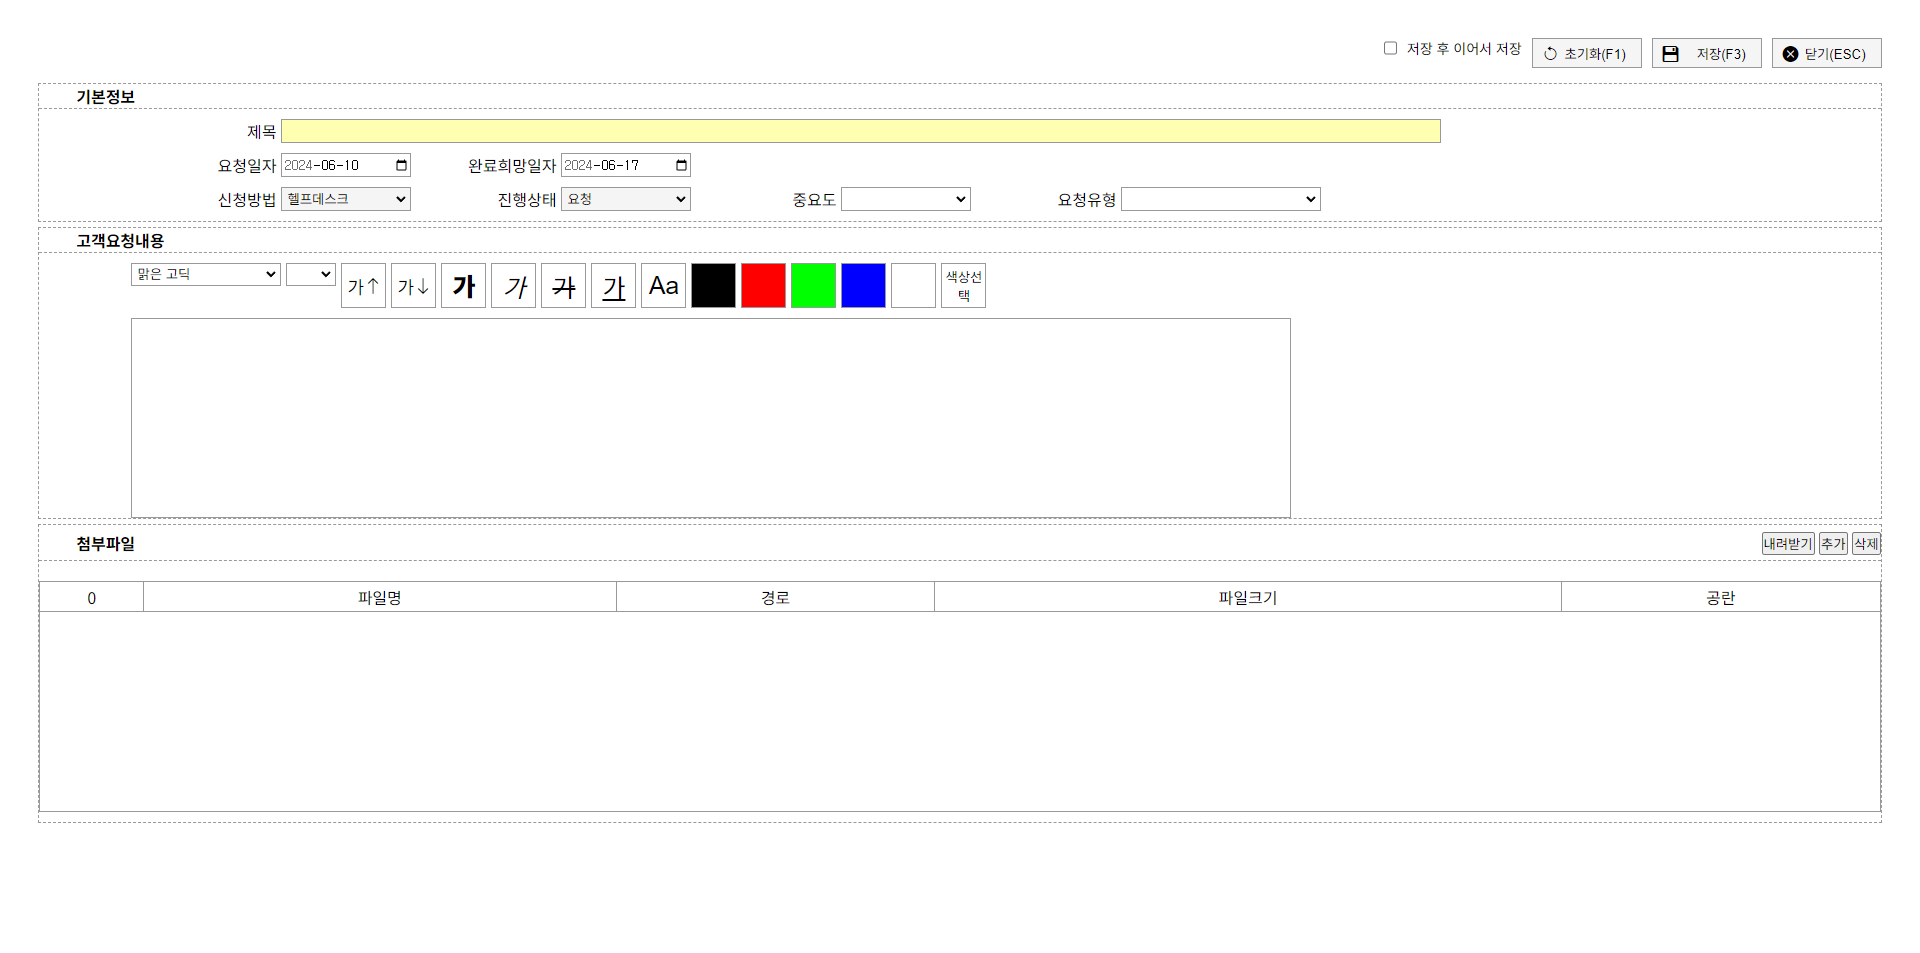 저장 후 이어서 저장 초기화(F1) 저장(F3) 닫기(ESC)
기본정보
제목
요청일자 2024-06-10 완료희망일자 2024-06-17
신청방법 헬프데스크 진행상태 요청 중요도 요청유형
고객요청내용
맑은 고딕 가↑ 가↓ 가 가 가 가 Aa 색상선
택
첨부파일 내려받기 추가 삭제
0 파일명 경로 파일크기 공란